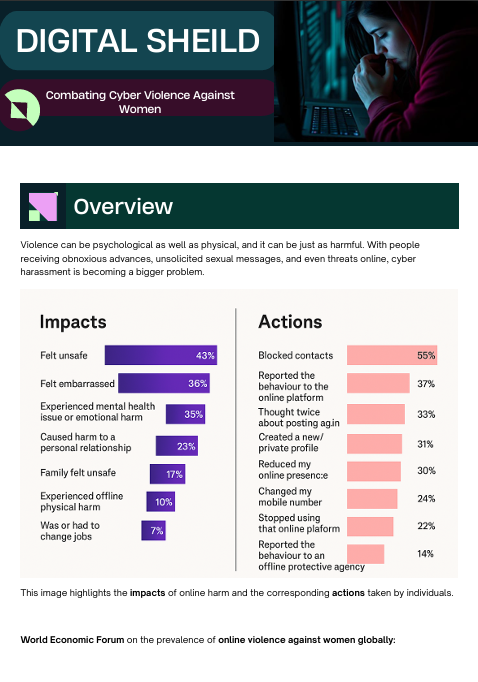 DIGITAL SHEILD
Combating Cyber Violence Against
Women
Overview
Violence can be psychological as well as physical, and it can be just as harmful. With people
receiving obnoxious advances, unsolicited sexual messages, and even threats online, cyber
harassment is becoming a bigger problem.
Impacts
Felt unsafe 43%
Felt embarrassed 36%
Experienced mental health
issue or emotional harm 35%
Caused harm to a
personal relationship 23%
Family felt unsafe 17%
Experienced offline
physical harm 10%
Was or had to
change jobs 7%
Actions
Blocked contacts 55%
Reported the
behaviour to the
online platform 37%
Thought twice
about posting ag.in 33%
Created a new/
private profile 31%
Reduced my
online presenc:e 30%
Changed my
mobile number 24%
Stopped using
that online plaform 22%
Reported the
behaviour to an
offline protective agency 14%
This image highlights the impacts of online harm and the corresponding actions taken by individuals.
World Economic Forum on the prevalence of online violence against women globally: